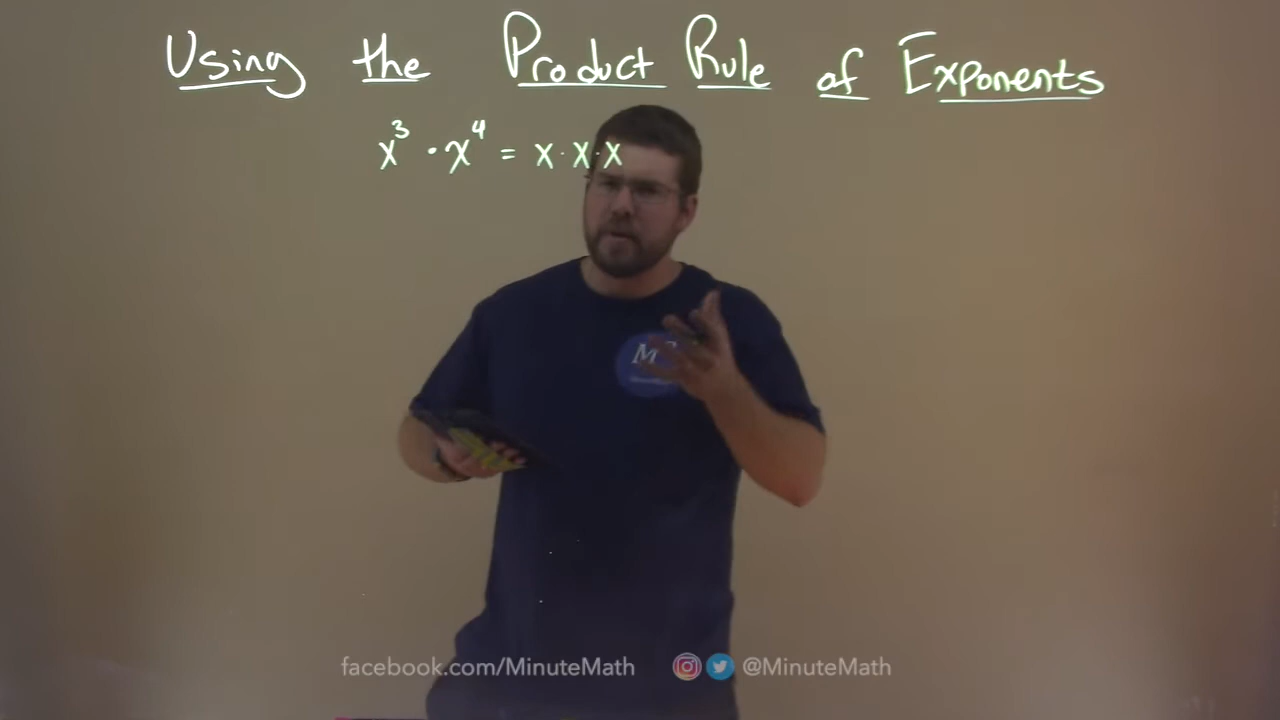 Using the Product Rule of Exponents
x³ · x⁴ = x · x · x
facebook.com/MinuteMath @MinuteMath